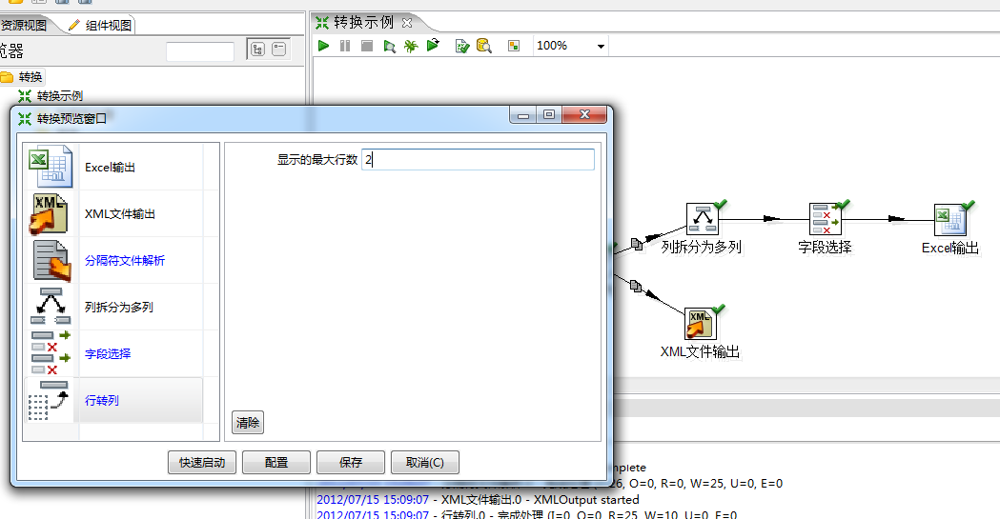 资源视图 组件视图
览器
转换
转换示例
转换示例
100%
转换预览窗口
Excel输出
XML文件输出
分隔符文件解析
列拆分为多列
字段选择
行转列
显示的最大行数 2
清除
快速启动 配置 保存 取消(C)
列拆分为多列
字段选择
Excel输出
XML文件输出
mplete
26, O=0, R=0, W=25, U=0, E=0
2012/07/15 15:09:07 - XML文件输出.0 - XMLOutput started
2012/07/15 15:09:07 - 行转列.0 - 完成处理 (I=0, O=0, R=25, W=10, U=0, E=0